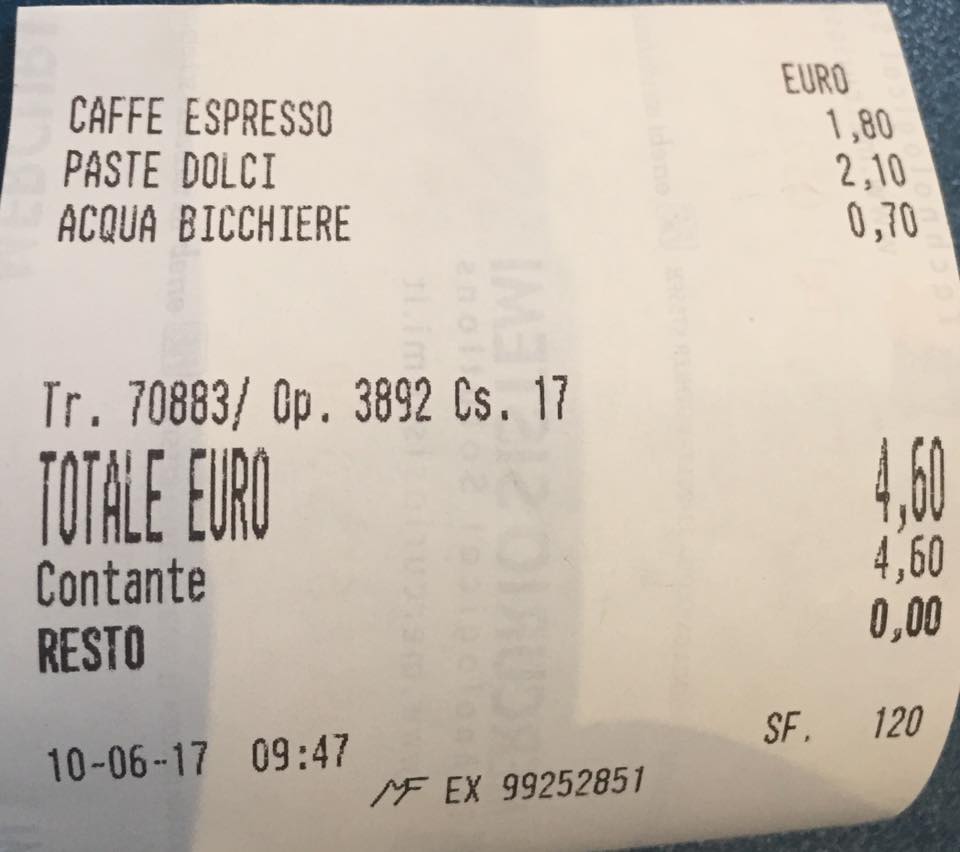 EURO
CAFFE ESPRESSO 1,80
PASTE DOLCI 2,10
ACQUA BICCHIERE 0,70
Tr. 70883/ Op. 3892 Cs. 17
TOTALE EURO 4,60
Contante 4,60
RESTO 0,00
10-06-17 09:47 SF. 120
MF EX 99252851